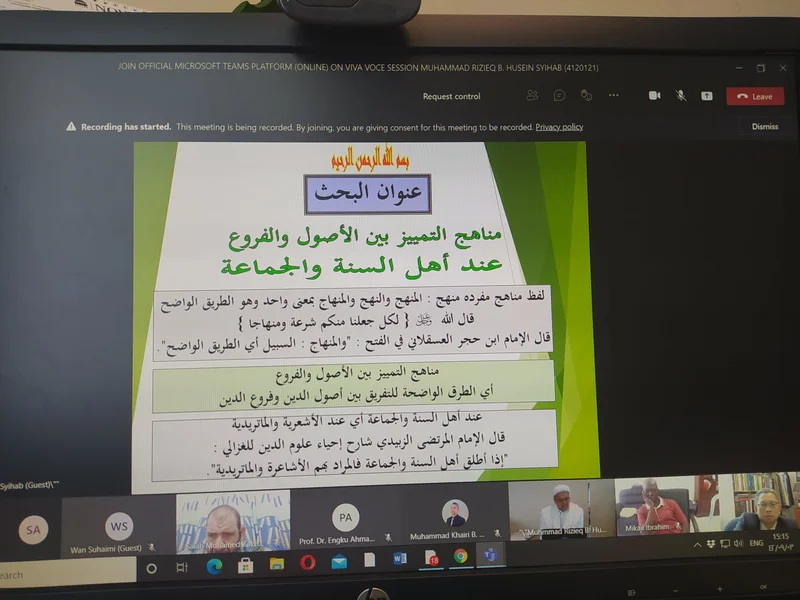 JOIN OFFICIAL MICROSOFT TEAMS PLATFORM (ONLINE) ON VIVA VOCE SESSION MUHAMMAD RIZIEQ B. HUSEIN SYIHAB (4120121)
Request control
Leave
Recording has started. This meeting is being recorded. By joining, you are giving consent for this meeting to be recorded. Privacy policy
Dismiss
بسم الله الرحمن الرحيم
عنوان البحث
مناهج التمييز بين الأصول والفروع
عند أهل السنة والجماعة
لفظ مناهج مفرده منهج : المنهج والنهج والمنهاج بمعنى واحد وهو الطريق الواضح
قال الله { لكل جعلنا منكم شرعة ومنهاجا }
قال الإمام ابن حجر العسقلاني في الفتح : "والمنهاج : السبيل أي الطريق الواضح".
مناهج التمييز بين الأصول والفروع
أي الطرق الواضحة للتفريق بين أصول الدين وفروع الدين
عند أهل السنة والجماعة أي عند الأشعرية والماتريدية
قال الإمام المرتضى الزبيدي شارح إحياء علوم الدين للغزالي :
"إذا أطلق أهل السنة والجماعة فالمراد بهم الأشاعرة والماتريدية".
Syihab (Guest)\""
SA
WS
Wan Suhaimi (Guest)
PA
Prof. Dr. Engku Ahma...
Muhammad Khairi B. ...
Muhammad Rizieq B. Hu...
Mikail Ibrahim
earch
18
ENG
15:15
hp